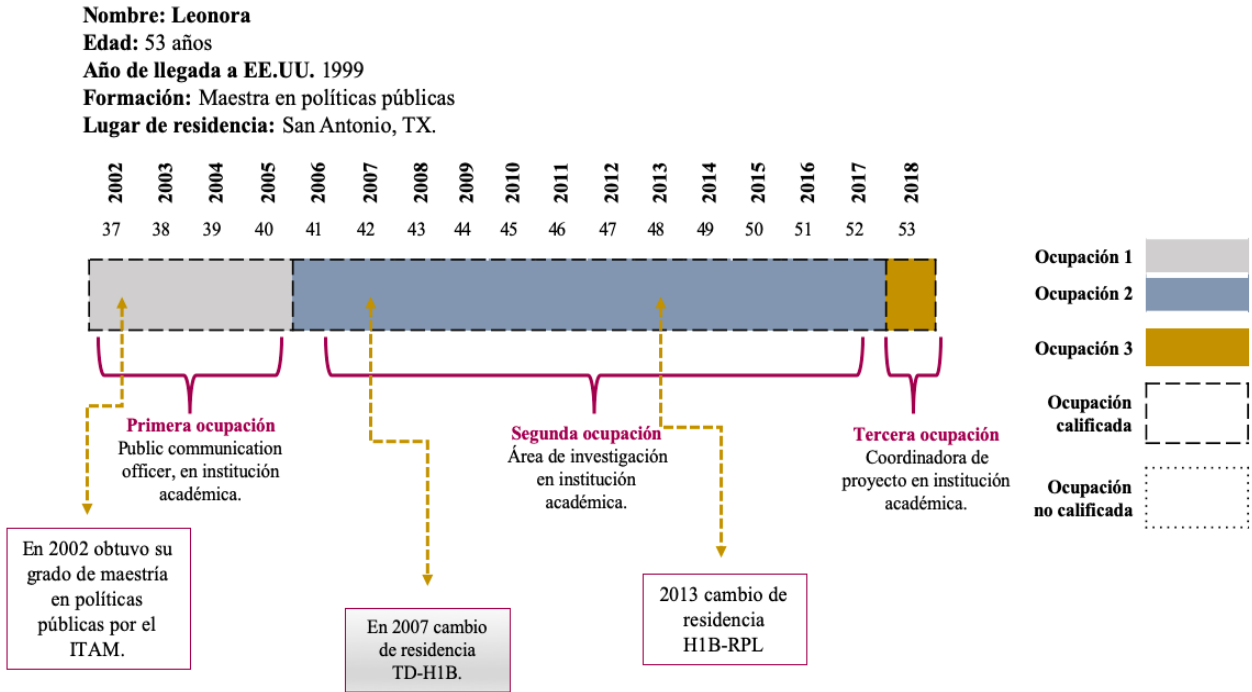 Nombre: Leonora
Edad: 53 años
Año de llegada a EE.UU. 1999
Formación: Maestra en políticas públicas
Lugar de residencia: San Antonio, TX.
2002 2003 2004 2005 2006 2007 2008 2009 2010 2011 2012 2013 2014 2015 2016 2017 2018
37 38 39 40 41 42 43 44 45 46 47 48 49 50 51 52 53
Primera ocupación
Public communication
officer, en institución
académica.
Segunda ocupación
Área de investigación
en institución
académica.
Tercera ocupación
Coordinadora de
proyecto en institución
académica.
En 2002 obtuvo su
grado de maestría
en políticas
públicas por el
ITAM.
En 2007 cambio
de residencia
TD-H1B.
2013 cambio de
residencia
H1B-RPL
Ocupación 1
Ocupación 2
Ocupación 3
Ocupación
calificada
Ocupación
no calificada